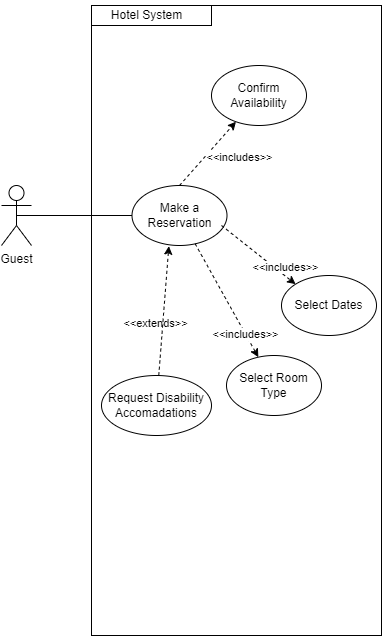 Hotel System
Confirm
Availability
<<includes>>
Make a
Reservation
Guest
<<includes>>
Select Dates
<<extends>>
<<includes>>
Select Room
Type
Request Disability
Accomadations